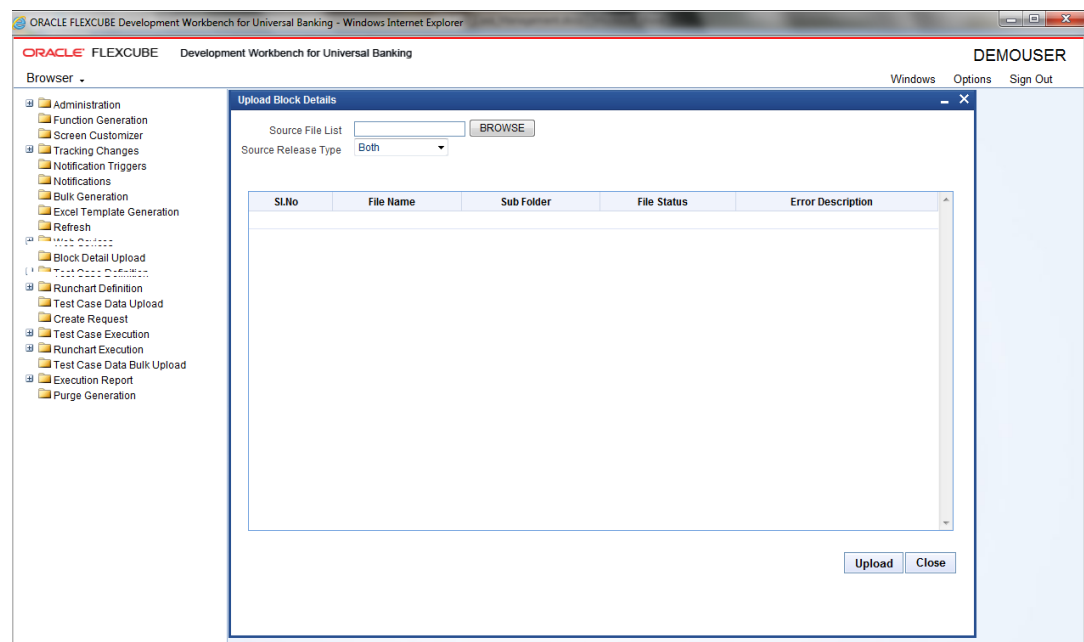 ORACLE FLEXCUBE Development Workbench for Universal Banking - Windows Internet Explorer
ORACLE FLEXCUBE Development Workbench for Universal Banking
DEMOUSER
Browser
Windows Options Sign Out
Administration
Function Generation
Screen Customizer
Tracking Changes
Notification Triggers
Notifications
Bulk Generation
Excel Template Generation
Refresh
Block Detail Upload
Runchart Definition
Test Case Data Upload
Create Request
Test Case Execution
Runchart Execution
Test Case Data Bulk Upload
Execution Report
Purge Generation
Upload Block Details
Source File List BROWSE
Source Release Type Both
Sl.No File Name Sub Folder File Status Error Description
Upload Close